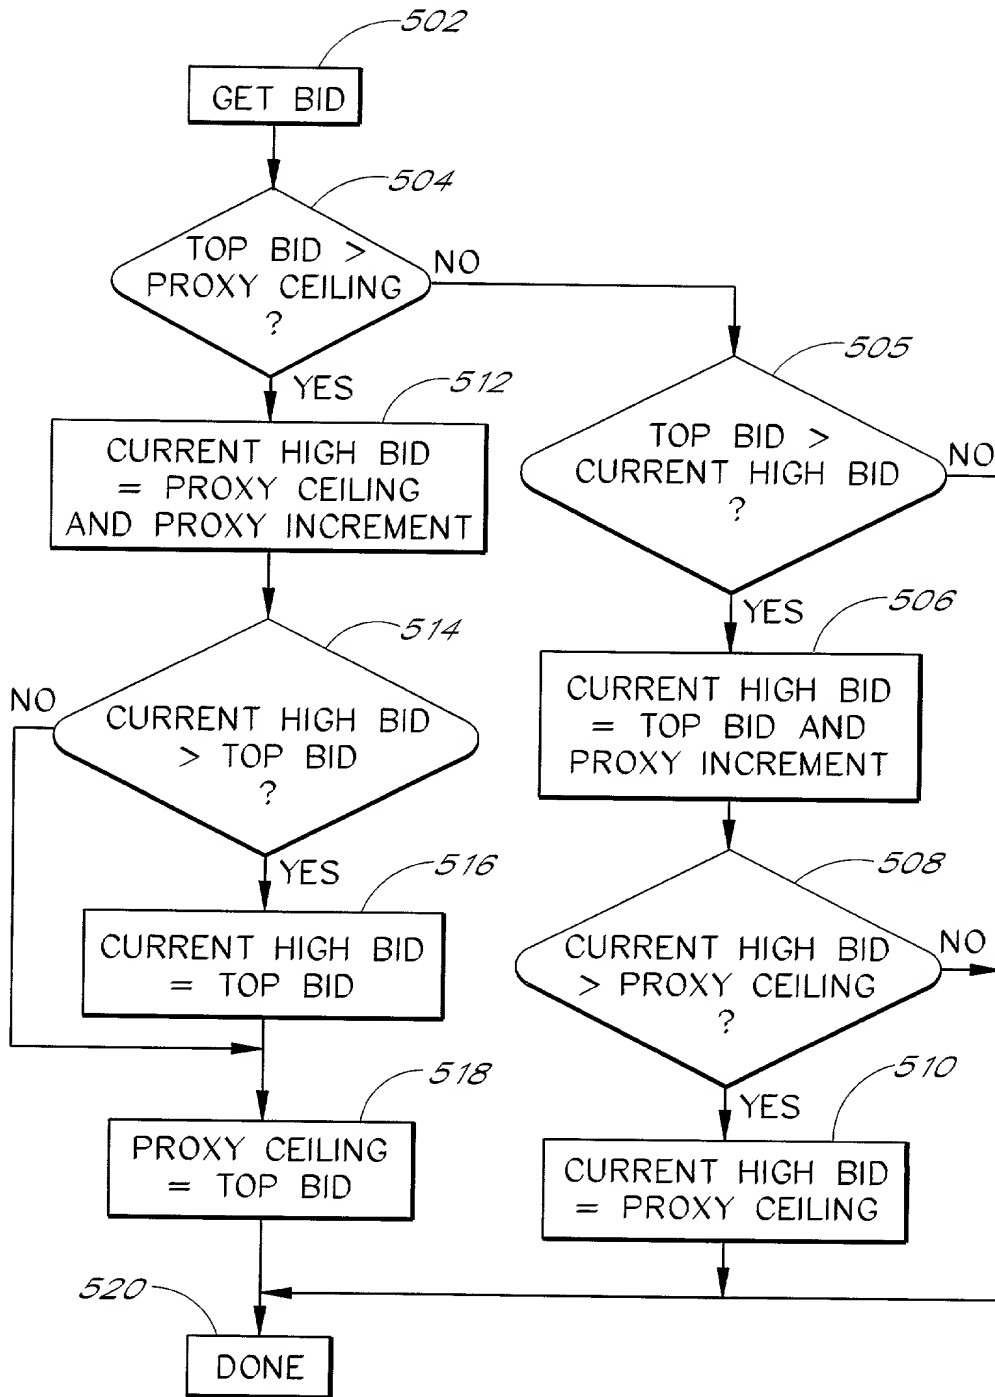 502
GET BID
504
TOP BID >
PROXY CEILING
?
NO
YES
505
TOP BID >
CURRENT HIGH BID
?
NO
YES
512
CURRENT HIGH BID
= PROXY CEILING
AND PROXY INCREMENT
506
CURRENT HIGH BID
= TOP BID AND
PROXY INCREMENT
514
CURRENT HIGH BID
> TOP BID
?
NO
YES
508
CURRENT HIGH BID
> PROXY CEILING
?
NO
YES
516
CURRENT HIGH BID
= TOP BID
510
CURRENT HIGH BID
= PROXY CEILING
518
PROXY CEILING
= TOP BID
520
DONE